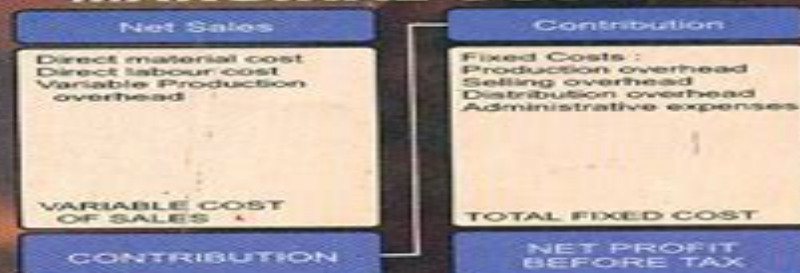 Net Sales
Direct material cost
Direct labour cost
Variable Production
overhead
VARIABLE COST
OF SALES
CONTRIBUTION
Contribution
Fixed Costs :
Production overhead
Selling overhead
Distribution overhead
Administrative expenses
TOTAL FIXED COST
NET PROFIT
BEFORE TAX